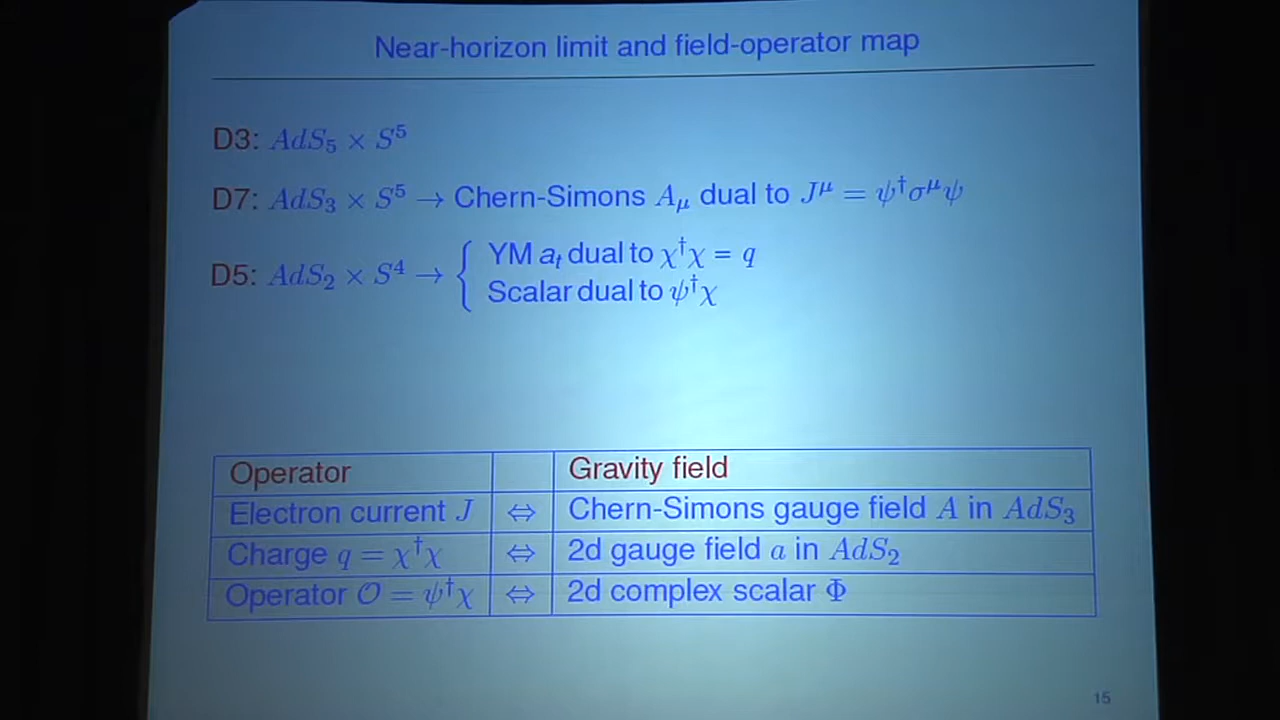 Near-horizon limit and field-operator map
D3: AdS₅ × S⁵
D7: AdS₃ × S⁵ → Chern-Simons A_μ dual to J^μ = ψ†σ^μψ
D5: AdS₂ × S⁴ → { YM a_t dual to χ†χ = q
Scalar dual to ψ†χ
Operator Gravity field
Electron current J ⇔ Chern-Simons gauge field A in AdS₃
Charge q = χ†χ ⇔ 2d gauge field a in AdS₂
Operator O = ψ†χ ⇔ 2d complex scalar Φ
15